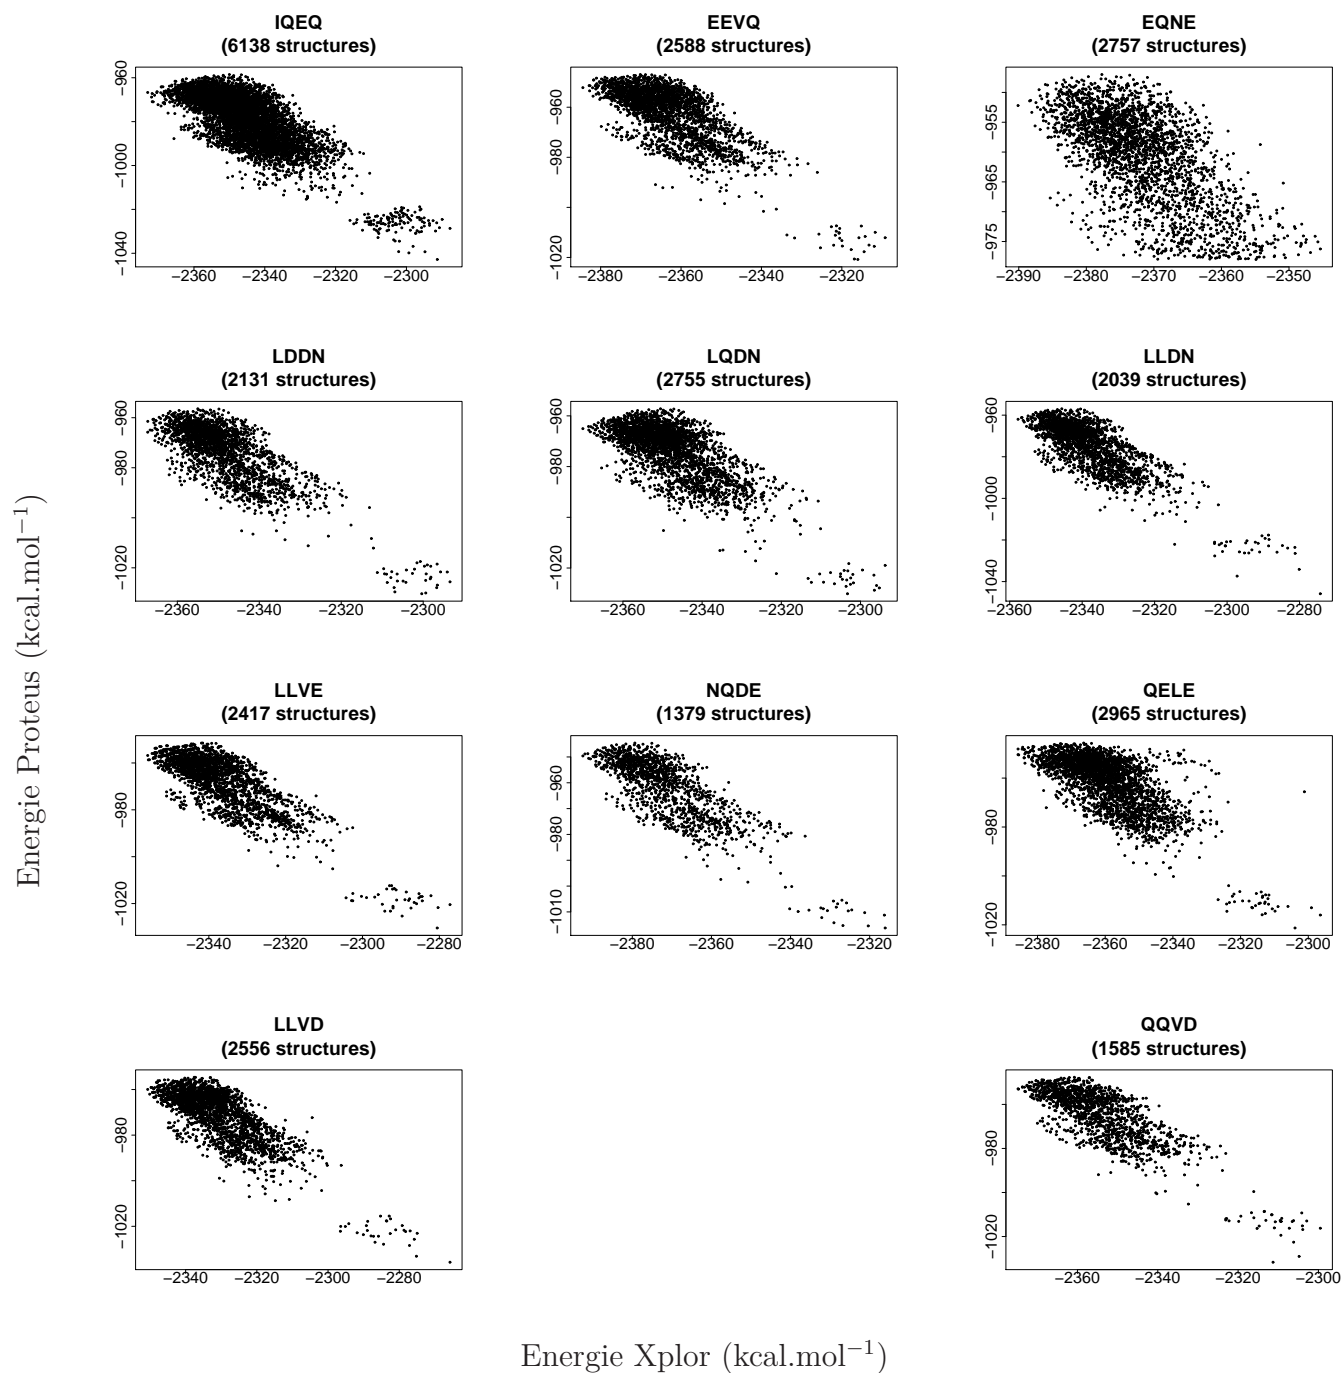 IQEQ
(6138 structures)
−960
−1000
−1040
−2360 −2340 −2320 −2300
EEVQ
(2588 structures)
−960
−980
−1020
−2380 −2360 −2340 −2320
EQNE
(2757 structures)
−955
−965
−975
−2390 −2380 −2370 −2360 −2350
LDDN
(2131 structures)
−960
−980
−1020
−2360 −2340 −2320 −2300
LQDN
(2755 structures)
−960
−980
−1020
−2360 −2340 −2320 −2300
LLDN
(2039 structures)
−960
−1000
−1040
−2360 −2340 −2320 −2300 −2280
LLVE
(2417 structures)
−980
−1020
−2340 −2320 −2300 −2280
NQDE
(1379 structures)
−960
−980
−1010
−2380 −2360 −2340 −2320
QELE
(2965 structures)
−980
−1020
−2380 −2360 −2340 −2320 −2300
LLVD
(2556 structures)
−980
−1020
−2340 −2320 −2300 −2280
QQVD
(1585 structures)
−980
−1020
−2360 −2340 −2320 −2300
Energie Proteus (kcal.mol⁻¹)
Energie Xplor (kcal.mol⁻¹)